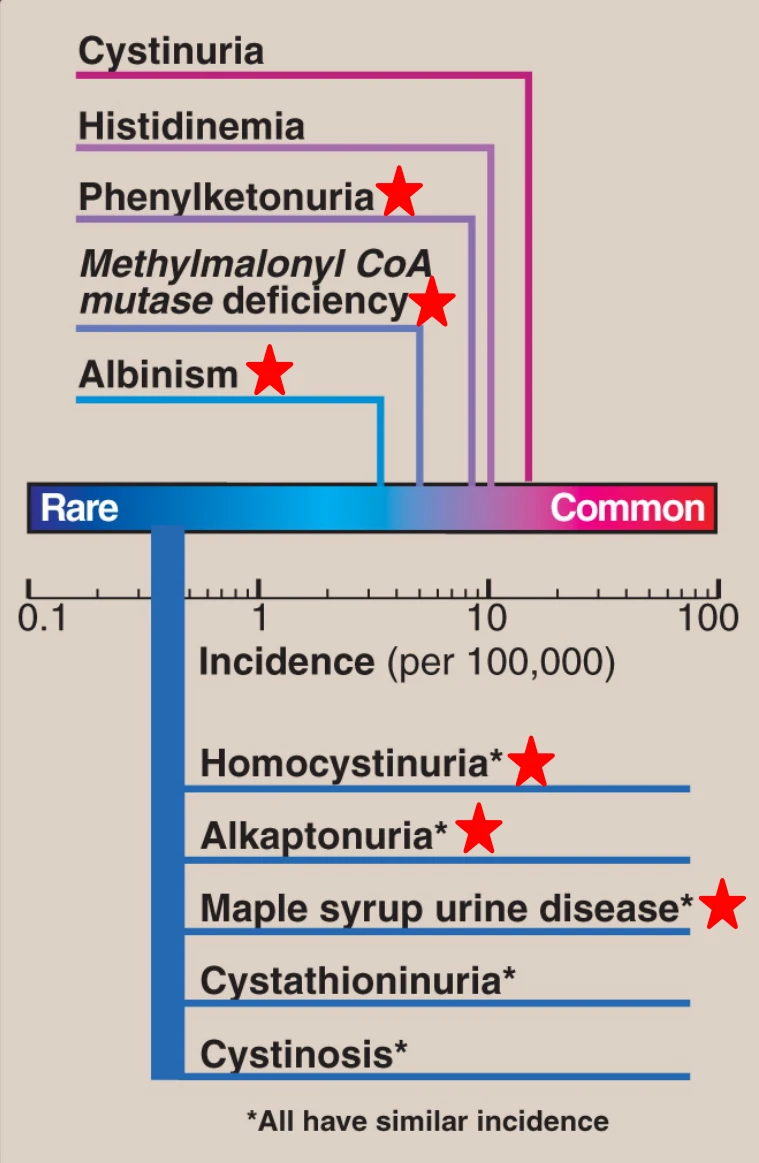 Cystinuria
Histidinemia
Phenylketonuria
Methylmalonyl CoA
mutase deficiency
Albinism
Rare Common
0.1 1 10 100
Incidence (per 100,000)
Homocystinuria*
Alkaptonuria*
Maple syrup urine disease*
Cystathioninuria*
Cystinosis*
*All have similar incidence